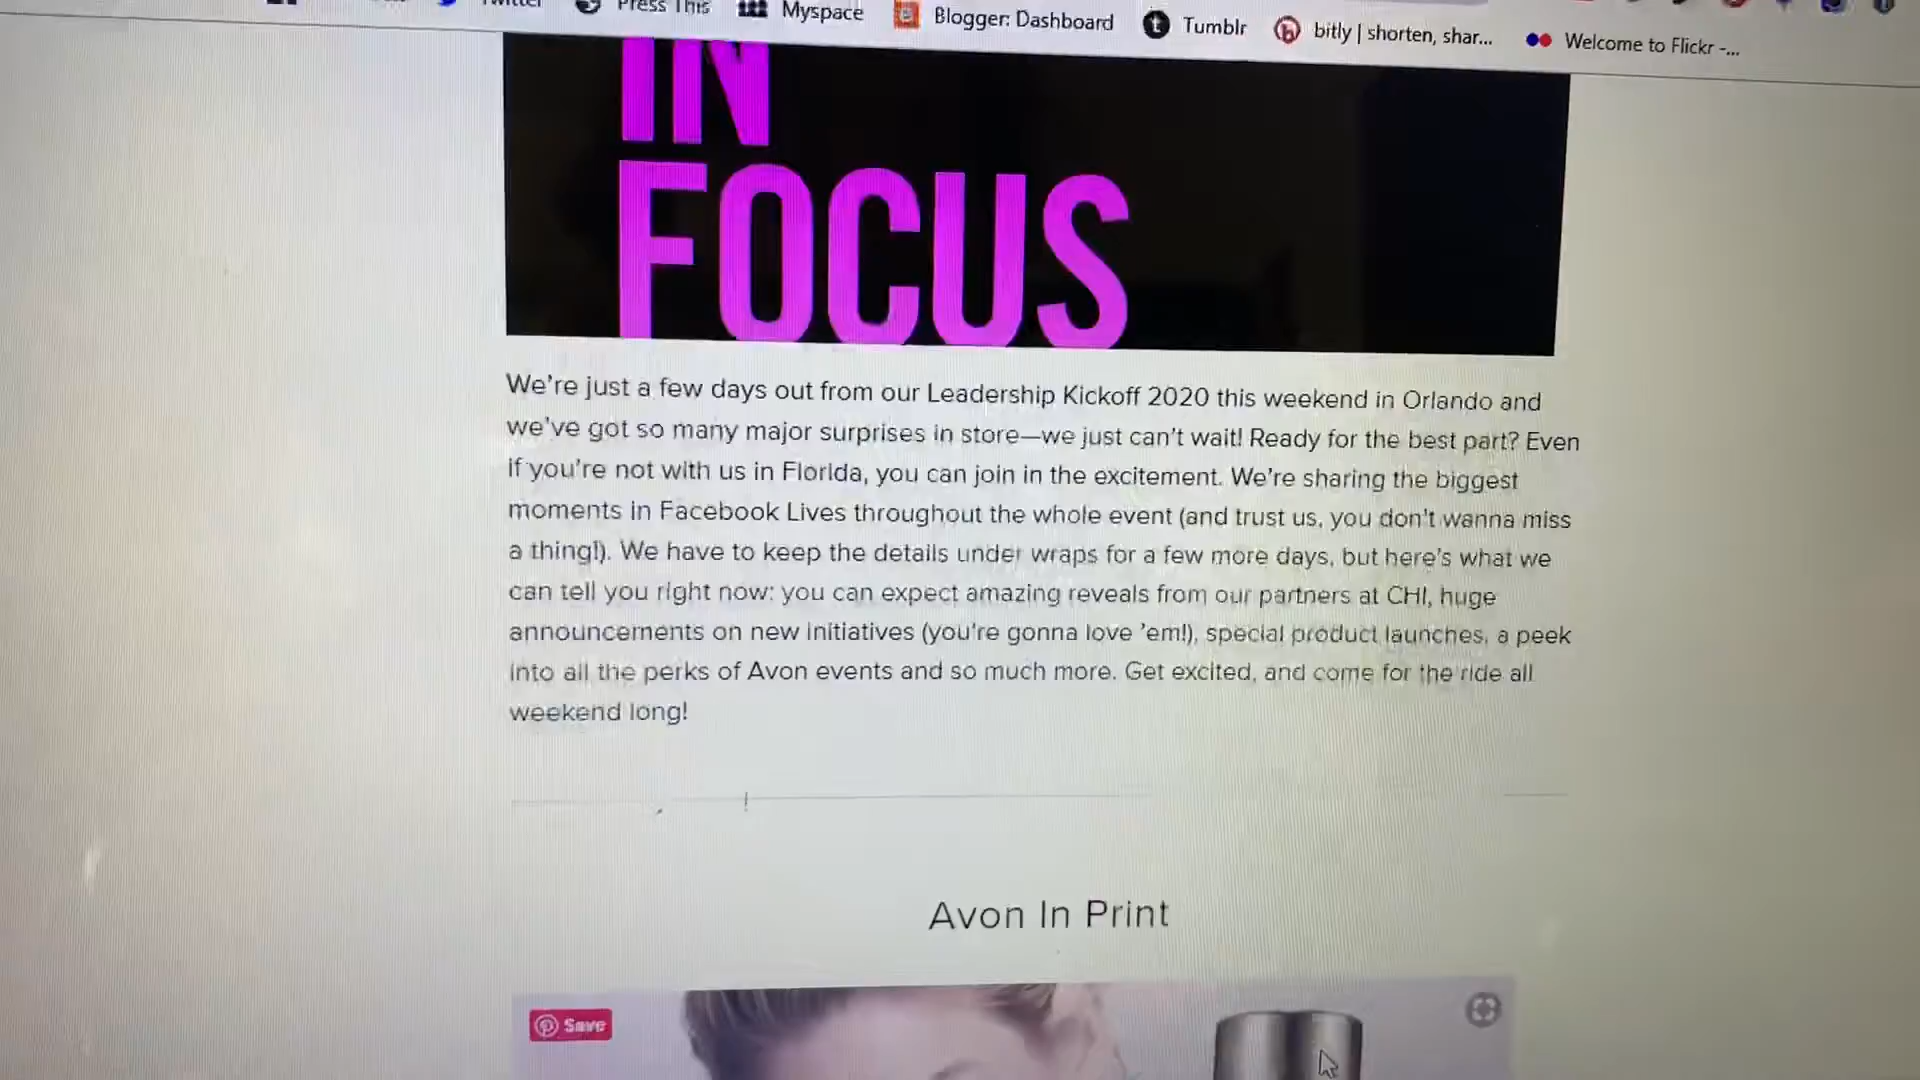 Twitter
Press This
Myspace
Blogger: Dashboard
Tumblr
bitly | shorten, shar...
Welcome to Flickr -...
IN
FOCUS
We're just a few days out from our Leadership Kickoff 2020 this weekend in Orlando and
we've got so many major surprises in store—we just can't wait! Ready for the best part? Even
if you're not with us in Florida, you can join in the excitement. We're sharing the biggest
moments in Facebook Lives throughout the whole event (and trust us, you don't wanna miss
a thing!). We have to keep the details under wraps for a few more days, but here's what we
can tell you right now: you can expect amazing reveals from our partners at CHI, huge
announcements on new initiatives (you're gonna love 'em!), special product launches, a peek
into all the perks of Avon events and so much more. Get excited, and come for the ride all
weekend long!
Avon In Print
Save